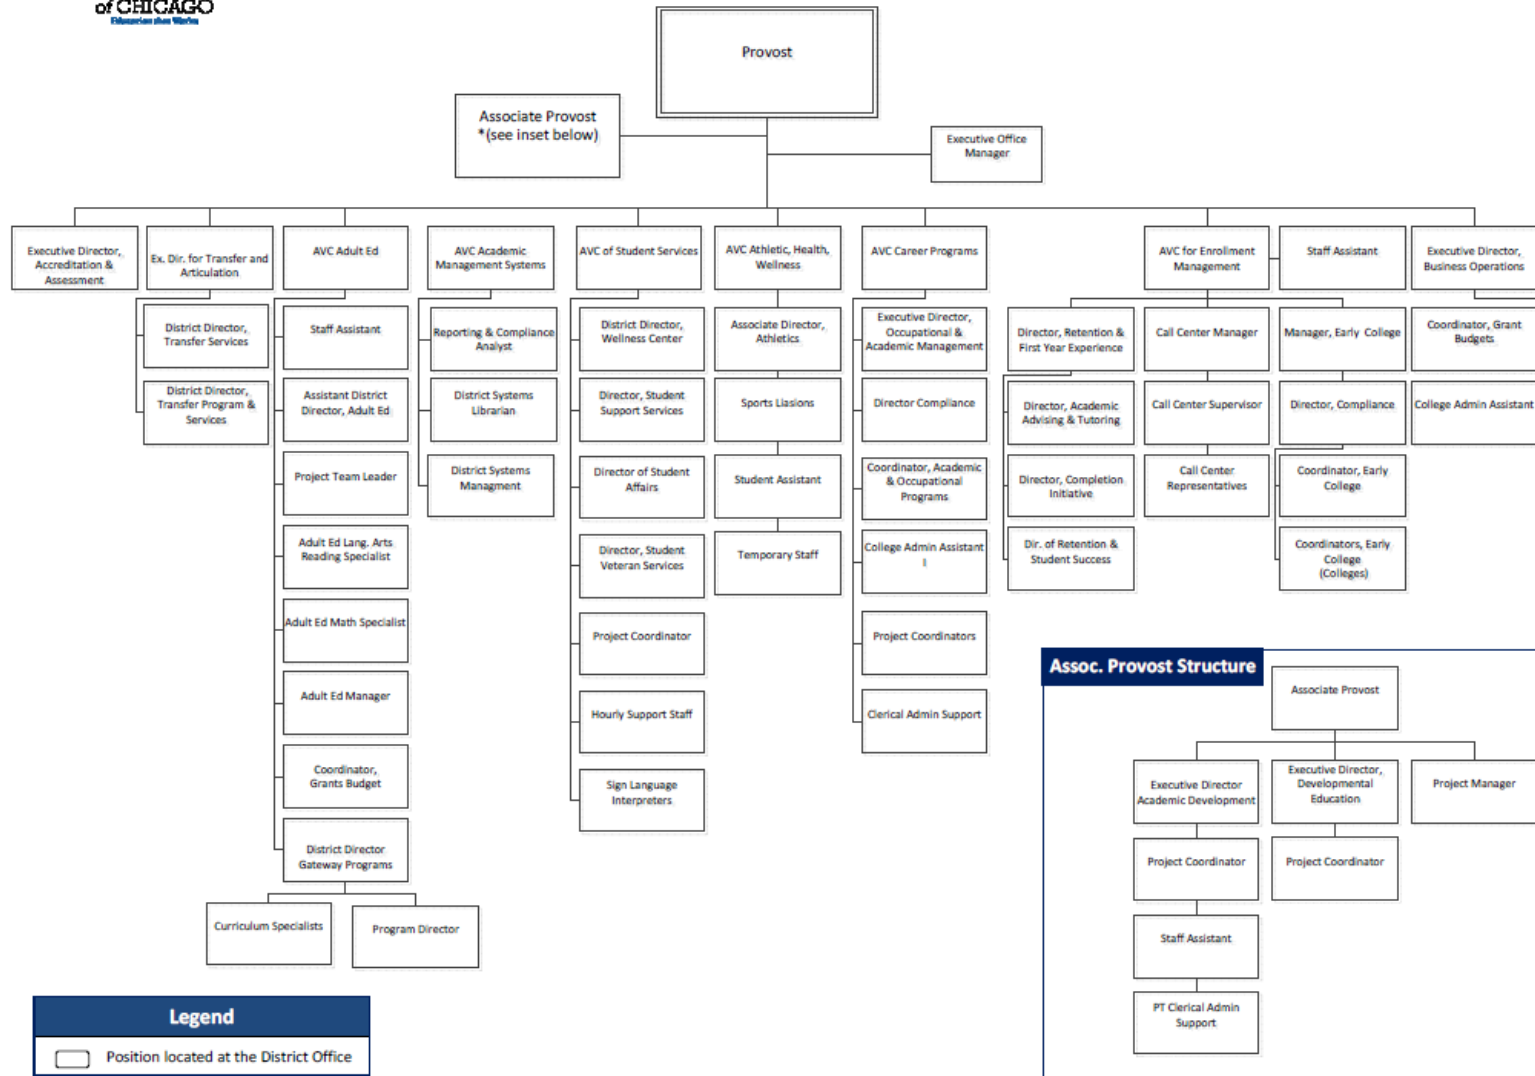 of CHICAGO
Education that Works
Provost
Associate Provost
*(see inset below)
Executive Office
Manager
Executive Director,
Accreditation &
Assessment
Ex. Dir. for Transfer and
Articulation
AVC Adult Ed
AVC Academic
Management Systems
AVC of Student Services
AVC Athletic, Health,
Wellness
AVC Career Programs
AVC for Enrollment
Management
Staff Assistant
Executive Director,
Business Operations
District Director,
Transfer Services
District Director,
Transfer Program &
Services
Staff Assistant
Assistant District
Director, Adult Ed
Project Team Leader
Adult Ed Lang. Arts
Reading Specialist
Adult Ed Math Specialist
Adult Ed Manager
Coordinator,
Grants Budget
District Director
Gateway Programs
Curriculum Specialists
Program Director
Reporting & Compliance
Analyst
District Systems
Librarian
District Systems
Managment
District Director,
Wellness Center
Director, Student
Support Services
Director of Student
Affairs
Director, Student
Veteran Services
Project Coordinator
Hourly Support Staff
Sign Language
Interpreters
Associate Director,
Athletics
Sports Liasions
Student Assistant
Temporary Staff
Executive Director,
Occupational &
Academic Management
Director Compliance
Coordinator, Academic
& Occupational
Programs
College Admin Assistant
I
Project Coordinators
Clerical Admin Support
Director, Retention &
First Year Experience
Director, Academic
Advising & Tutoring
Director, Completion
Initiative
Dir. of Retention &
Student Success
Call Center Manager
Call Center Supervisor
Call Center
Representatives
Manager, Early College
Director, Compliance
Coordinator, Early
College
Coordinators, Early
College
(Colleges)
Coordinator, Grant
Budgets
College Admin Assistant
Assoc. Provost Structure
Associate Provost
Executive Director
Academic Development
Executive Director,
Developmental
Education
Project Manager
Project Coordinator
Project Coordinator
Staff Assistant
PT Clerical Admin
Support
Legend
Position located at the District Office